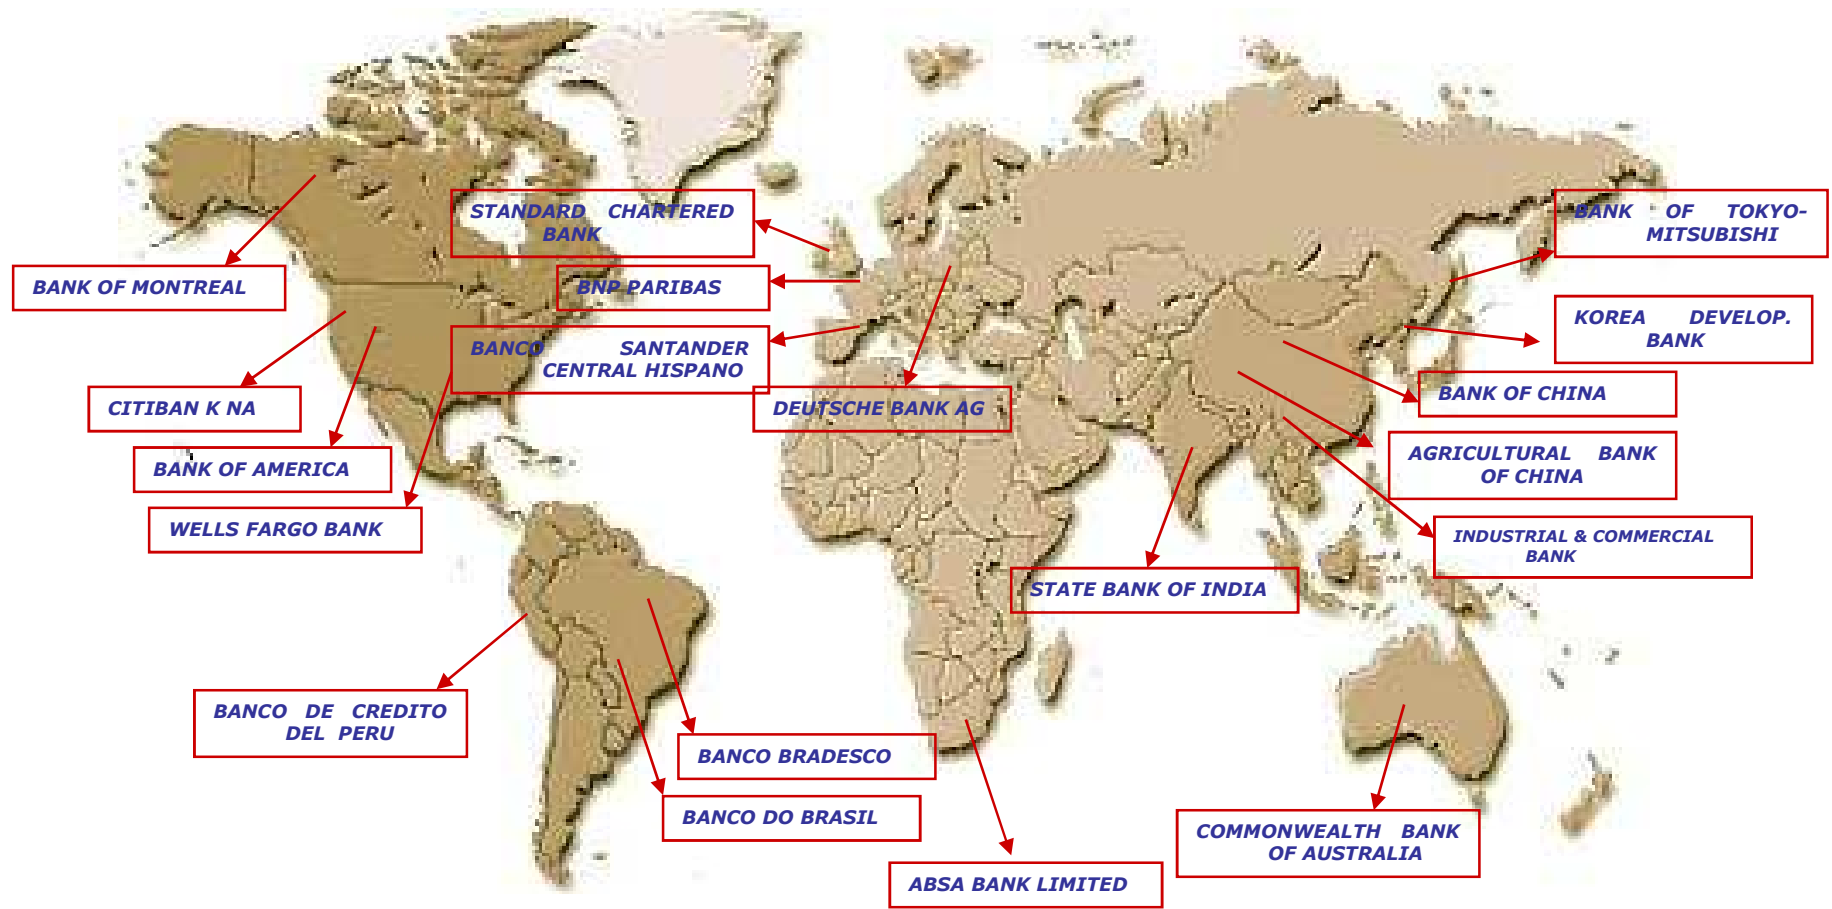 STANDARD CHARTERED
BANK
BANK OF TOKYO-
MITSUBISHI
BANK OF MONTREAL
BNP PARIBAS
KOREA DEVELOP.
BANK
BANCO SANTANDER
CENTRAL HISPANO
BANK OF CHINA
CITIBAN K NA
DEUTSCHE BANK AG
BANK OF AMERICA
AGRICULTURAL BANK
OF CHINA
WELLS FARGO BANK
INDUSTRIAL & COMMERCIAL
BANK
STATE BANK OF INDIA
BANCO DE CREDITO
DEL PERU
BANCO BRADESCO
BANCO DO BRASIL
COMMONWEALTH BANK
OF AUSTRALIA
ABSA BANK LIMITED